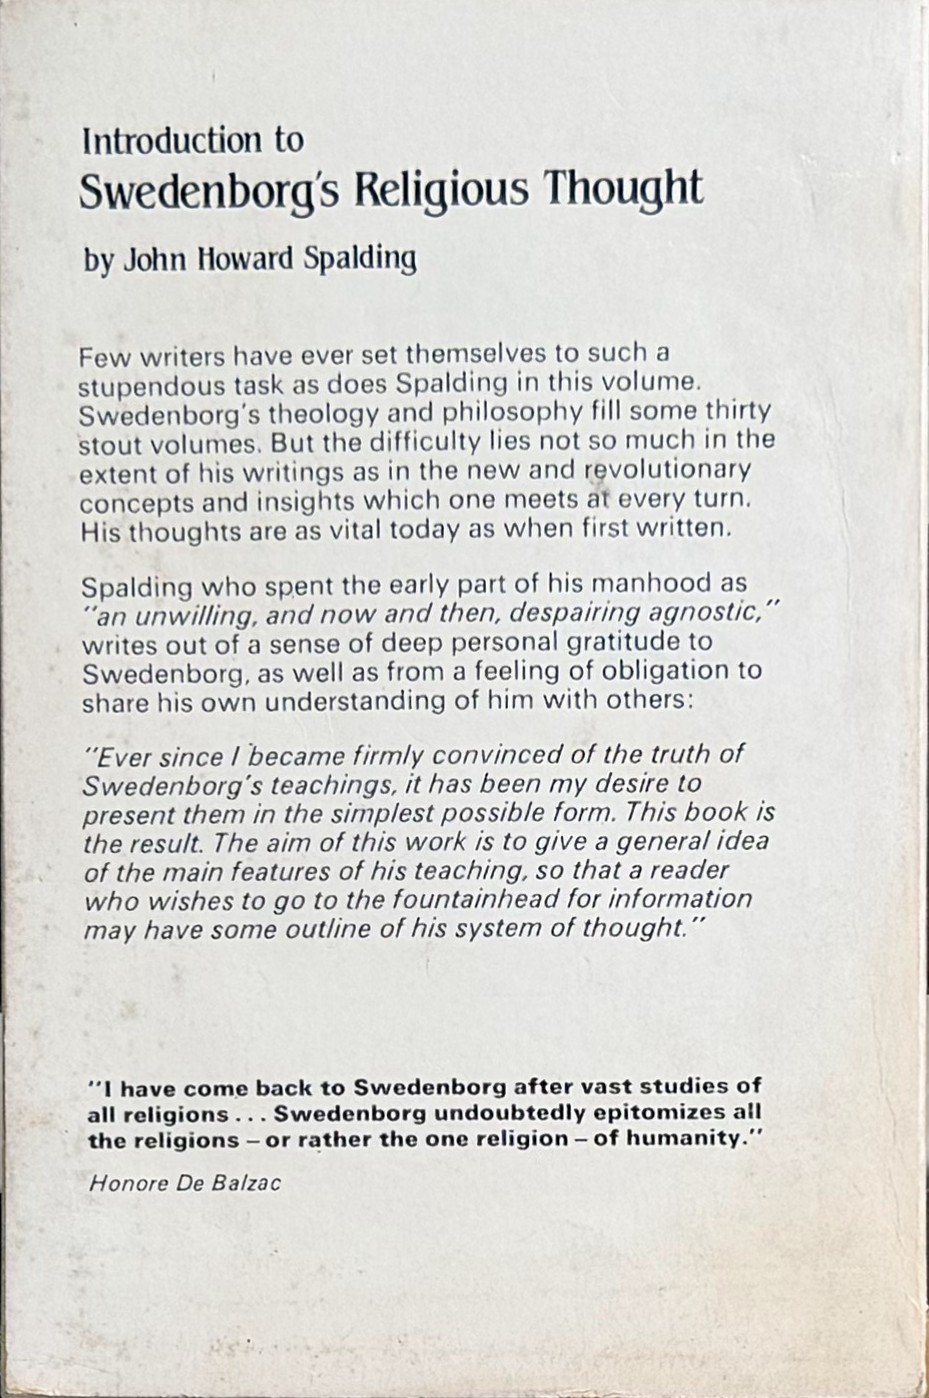 Introduction to
Swedenborg's Religious Thought
by John Howard Spalding
Few writers have ever set themselves to such a
stupendous task as does Spalding in this volume.
Swedenborg's theology and philosophy fill some thirty
stout volumes. But the difficulty lies not so much in the
extent of his writings as in the new and revolutionary
concepts and insights which one meets at every turn.
His thoughts are as vital today as when first written.
Spalding who spent the early part of his manhood as
"an unwilling, and now and then, despairing agnostic,"
writes out of a sense of deep personal gratitude to
Swedenborg, as well as from a feeling of obligation to
share his own understanding of him with others:
"Ever since I became firmly convinced of the truth of
Swedenborg's teachings, it has been my desire to
present them in the simplest possible form. This book is
the result. The aim of this work is to give a general idea
of the main features of his teaching, so that a reader
who wishes to go to the fountainhead for information
may have some outline of his system of thought."
"I have come back to Swedenborg after vast studies of
all religions . . . Swedenborg undoubtedly epitomizes all
the religions – or rather the one religion – of humanity."
Honore De Balzac